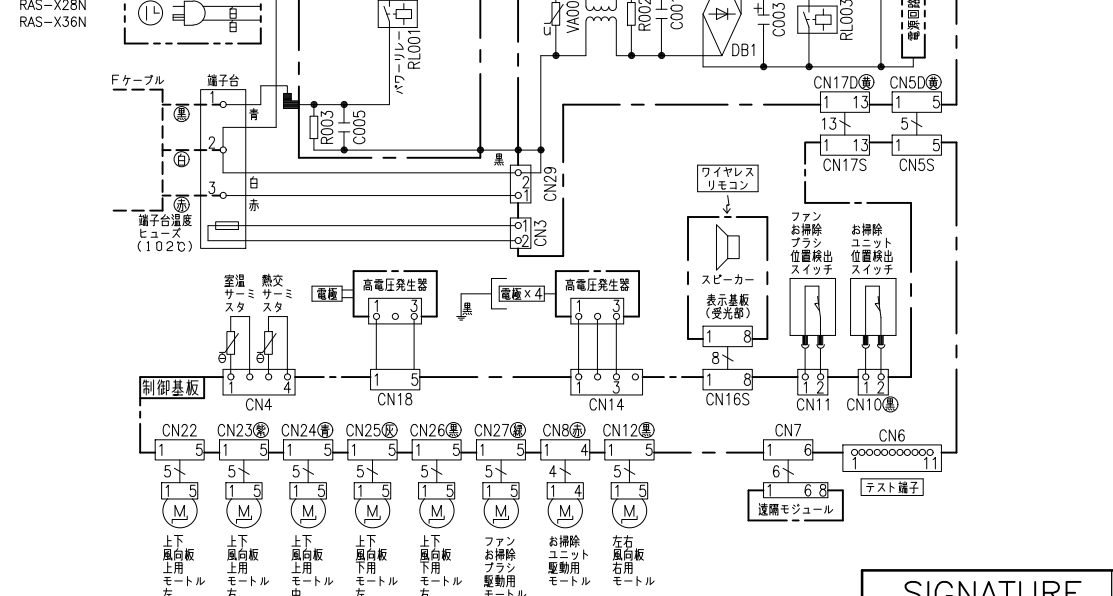 RAS-X28N
RAS-X36N
白
白
パワーリレー
RL001
VA00
R002
C001
DB1
C003
RL003
電源回路
Fケーブル
端子台
1
黒
青
R003
C005
2
白
白
3
赤
赤
端子台温度
ヒューズ
(102℃)
黒
2
1
CN29
1
2
CN3
CN17D黄
1 13
13
1 13
CN17S
CN5D黄
1 5
5
1 5
CN5S
ワイヤレス
リモコン
スピーカー
表示基板
(受光部)
1 8
8
1 8
CN16S
ファン
お掃除
ブラシ
位置検出
スイッチ
お掃除
ユニット
位置検出
スイッチ
1 2
CN11
1 2
CN10黒
室温
サーミ
スタ
熱交
サーミ
スタ
θ
θ
1 4
CN4
電極
高電圧発生器
1 3
1 5
CN18
黒
電極×4
高電圧発生器
1 3
1 3
CN14
制御基板
CN22
1 5
5
1 5
M
上下
風向板
上用
モートル
左
CN23紫
1 5
5
1 5
M
上下
風向板
上用
モートル
右
CN24青
1 5
5
1 5
M
上下
風向板
上用
モートル
中
CN25灰
1 5
5
1 5
M
上下
風向板
下用
モートル
左
CN26黒
1 5
5
1 5
M
上下
風向板
下用
モートル
右
CN27緑
1 5
5
1 5
M
ファン
お掃除
ブラシ
駆動用
モートル
CN8赤
1 4
4
1 4
M
お掃除
ユニット
駆動用
モートル
CN12黒
1 5
5
1 5
M
左右
風向板
右用
モートル
CN7
1 6
6
1 6 8
遠隔モジュール
CN6
1 11
テスト端子
SIGNATURE